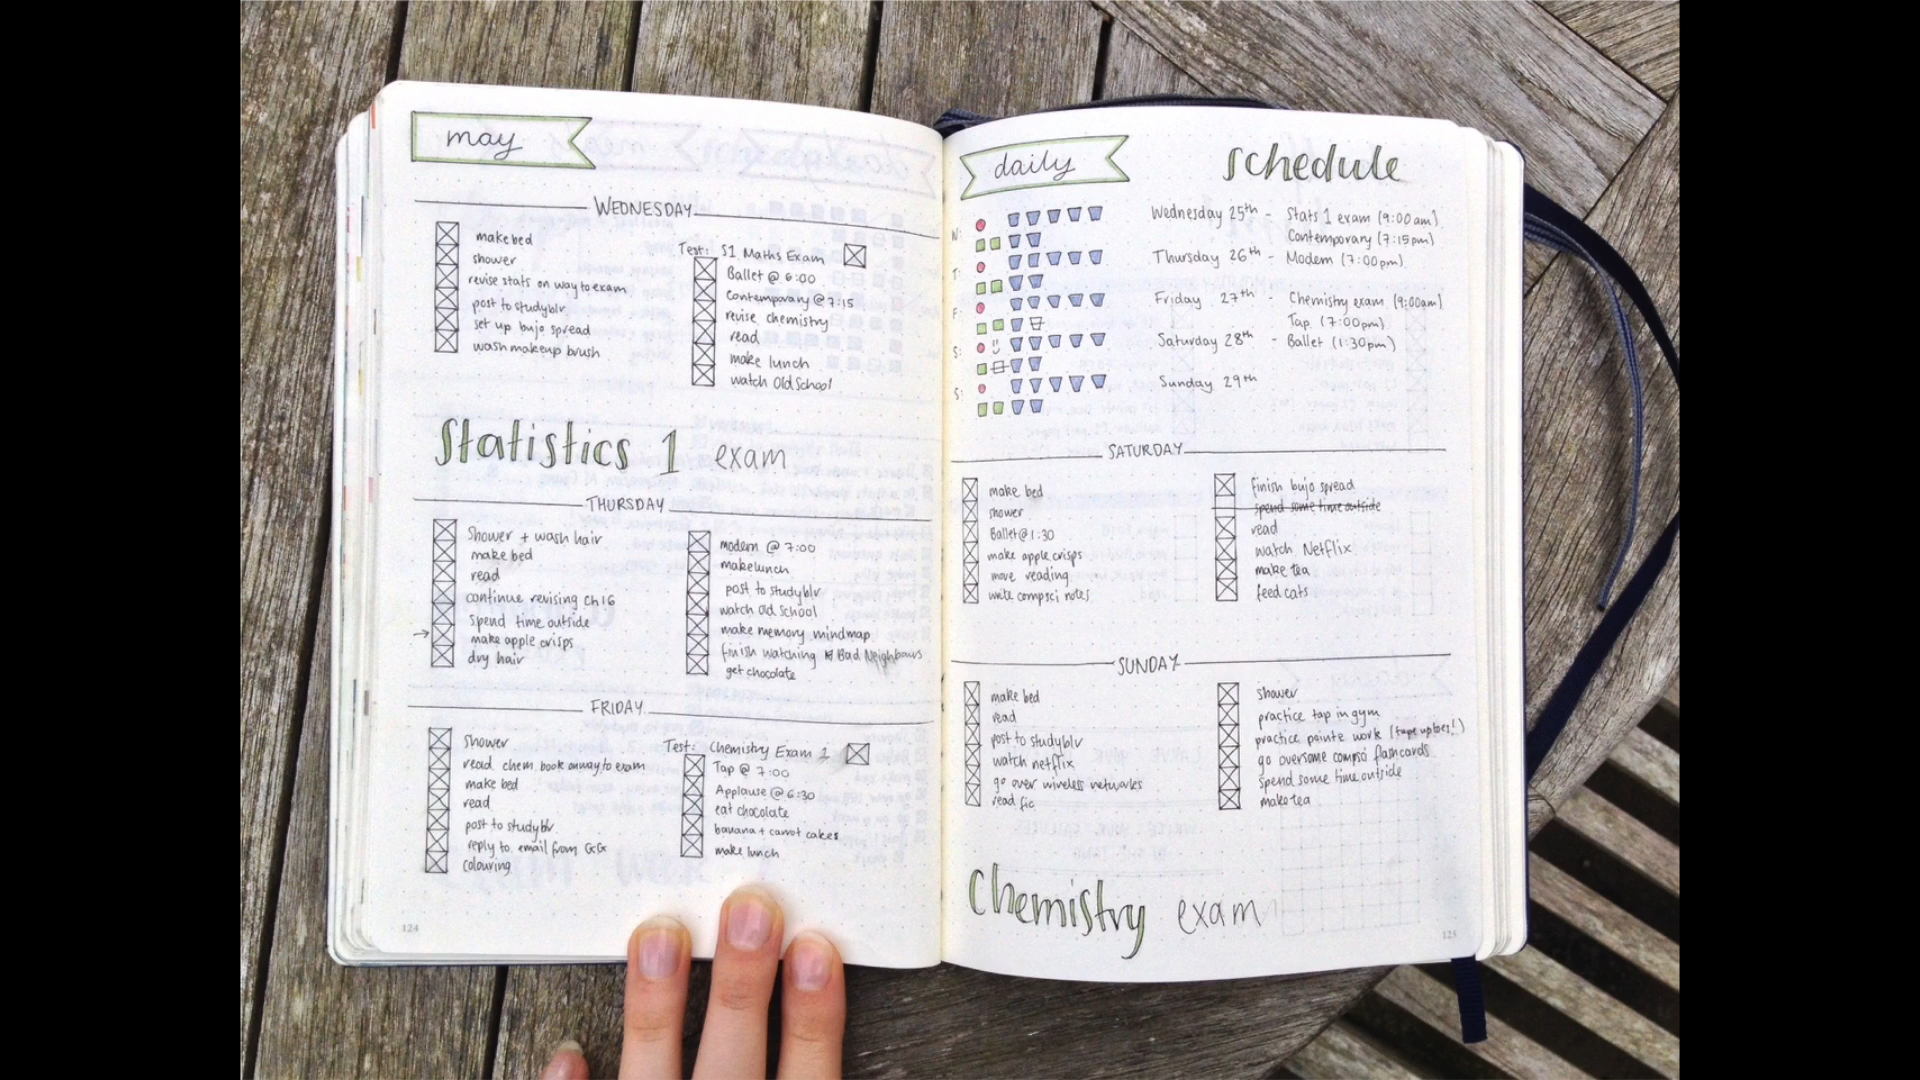 may
WEDNESDAY
make bed
shower
revise stats on way to exam
post to studyblr
set up bujo spread
wash makeup brush
Test: S1 Maths Exam
Ballet @ 6:00
Contemporary @ 7:15
revise chemistry
read
make lunch
watch Old School
Statistics 1 exam
THURSDAY
Shower + wash hair
make bed
read
continue revising ch16
spend time outside
make apple crisps
dry hair
modern @ 7:00
make lunch
post to studyblr
watch Old School
make memory mindmap
finish watching Bad Neighbours
get chocolate
FRIDAY
shower
read chem. book on way to exam
make bed
read
post to studyblr
reply to email from GG
colouring
Test: Chemistry Exam 1
Tap @ 7:00
Applause @ 6:30
eat chocolate
banana + carrot cakes
make lunch
124
daily
schedule
W:
T:
F:
S:
S:
Wednesday 25th - Stats 1 exam (9:00am)
Contemporary (7:15pm)
Thursday 26th - Modern (7:00pm)
Friday 27th - Chemistry exam (9:00am)
Tap (7:00pm)
Saturday 28th - Ballet (1:30pm)
Sunday 29th
SATURDAY
make bed
shower
Ballet @ 1:30
make apple crisps
more reading
write compsci notes
finish bujo spread
spend some time outside
read
watch Netflix
make tea
feed cats
SUNDAY
make bed
read
post to studyblr
watch netflix
go over wireless networks
read fic
shower
practice tap in gym
practice pointe work (tape up toes!)
go over some compsci flashcards
spend some time outside
make tea
Chemistry exam
125